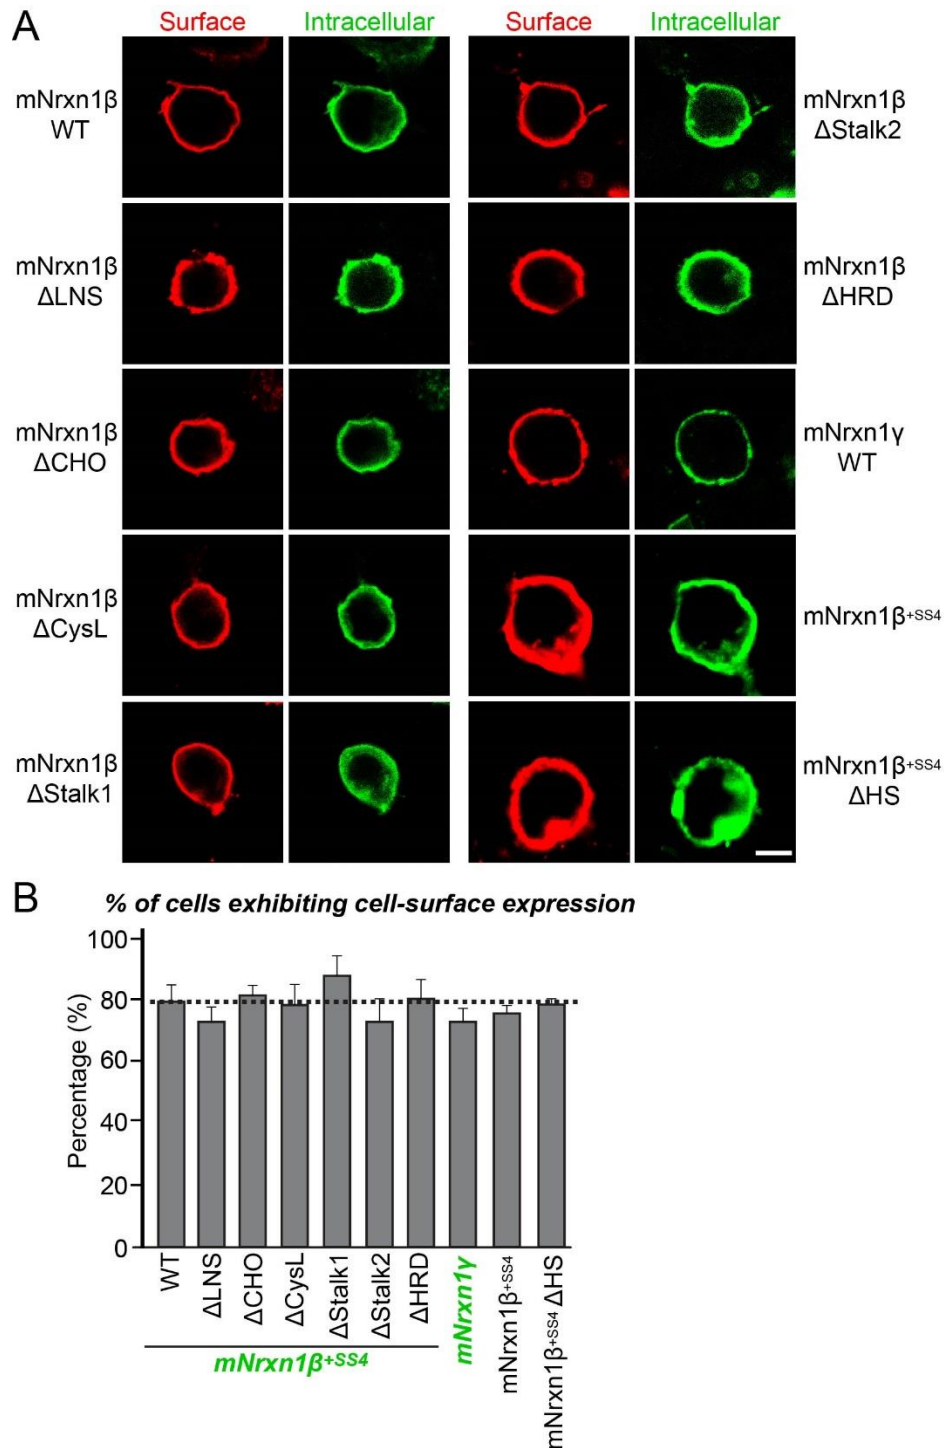 A
Surface Intracellular Surface Intracellular
mNrxn1β
WT
mNrxn1β
ΔStalk2
mNrxn1β
ΔLNS
mNrxn1β
ΔHRD
mNrxn1β
ΔCHO
mNrxn1γ
WT
mNrxn1β
ΔCysL
mNrxn1β+SS4
mNrxn1β
ΔStalk1
mNrxn1β+SS4
ΔHS
B
% of cells exhibiting cell-surface expression
Percentage (%)
100
80
60
40
20
0
WT
ΔLNS
ΔCHO
ΔCysL
ΔStalk1
ΔStalk2
ΔHRD
mNrxn1γ
mNrxn1β+SS4
mNrxn1β+SS4 ΔHS
mNrxn1β+SS4